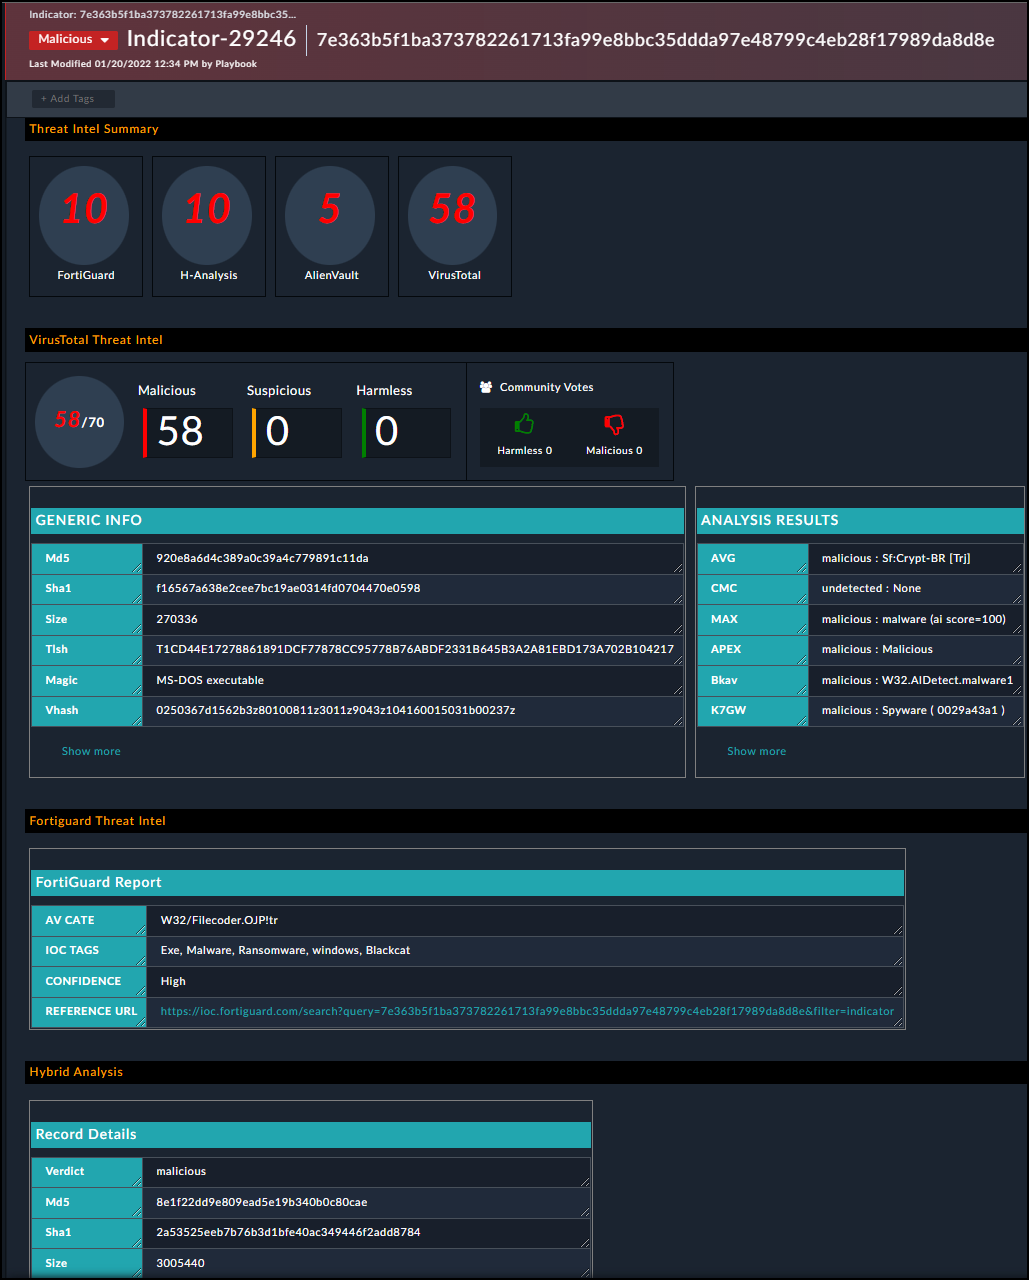 Indicator: 7e363b5f1ba373782261713fa99e8bbc35...
Malicious Indicator-29246 7e363b5f1ba373782261713fa99e8bbc35ddda97e48799c4eb28f17989da8d8e
Last Modified 01/20/2022 12:34 PM by Playbook
+ Add Tags
Threat Intel Summary
10 10 5 58
FortiGuard H-Analysis AlienVault VirusTotal
VirusTotal Threat Intel
58/70
Malicious Suspicious Harmless
58 0 0
Community Votes
Harmless 0 Malicious 0
GENERIC INFO
Md5 920e8a6d4c389a0c39a4c779891c11da
Sha1 f16567a638e2cee7bc19ae0314fd0704470e0598
Size 270336
Tlsh T1CD44E17278861891DCF77878CC95778B76ABDF2331B645B3A2A81EBD173A702B104217
Magic MS-DOS executable
Vhash 0250367d1562b3z80100811z3011z9043z104160015031b00237z
Show more
ANALYSIS RESULTS
AVG malicious : Sf:Crypt-BR [Trj]
CMC undetected : None
MAX malicious : malware (ai score=100)
APEX malicious : Malicious
Bkav malicious : W32.AIDetect.malware1
K7GW malicious : Spyware ( 0029a43a1 )
Show more
Fortiguard Threat Intel
FortiGuard Report
AV CATE W32/Filecoder.OJP!tr
IOC TAGS Exe, Malware, Ransomware, windows, Blackcat
CONFIDENCE High
REFERENCE URL https://ioc.fortiguard.com/search?query=7e363b5f1ba373782261713fa99e8bbc35ddda97e48799c4eb28f17989da8d8e&filter=indicator
Hybrid Analysis
Record Details
Verdict malicious
Md5 8e1f22dd9e809ead5e19b340b0c80cae
Sha1 2a53525eeb7b76b3d1bfe40ac349446f2add8784
Size 3005440